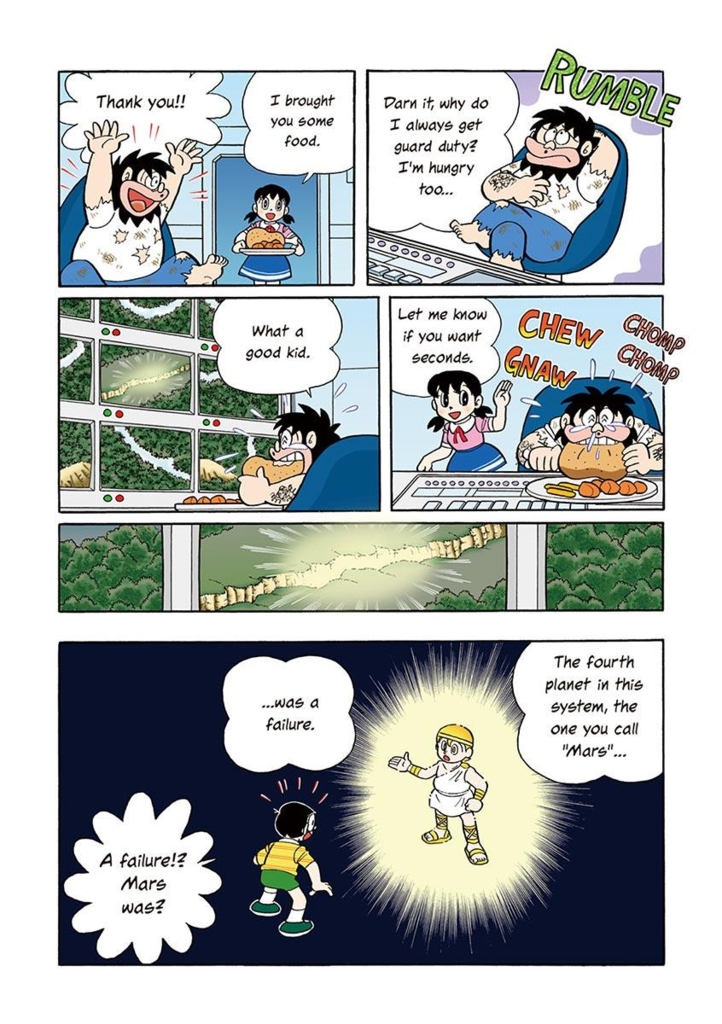 RUMBLE
Darn it, why do
I always get
guard duty?
I'm hungry
too...
I brought
you some
food.
Thank you!!
CHOMP
CHOMP
CHEW
GNAW
Let me know
if you want
seconds.
What a
good kid.
The fourth
planet in this
system, the
one you call
"Mars"...
...was a
failure.
A failure!?
Mars
was?